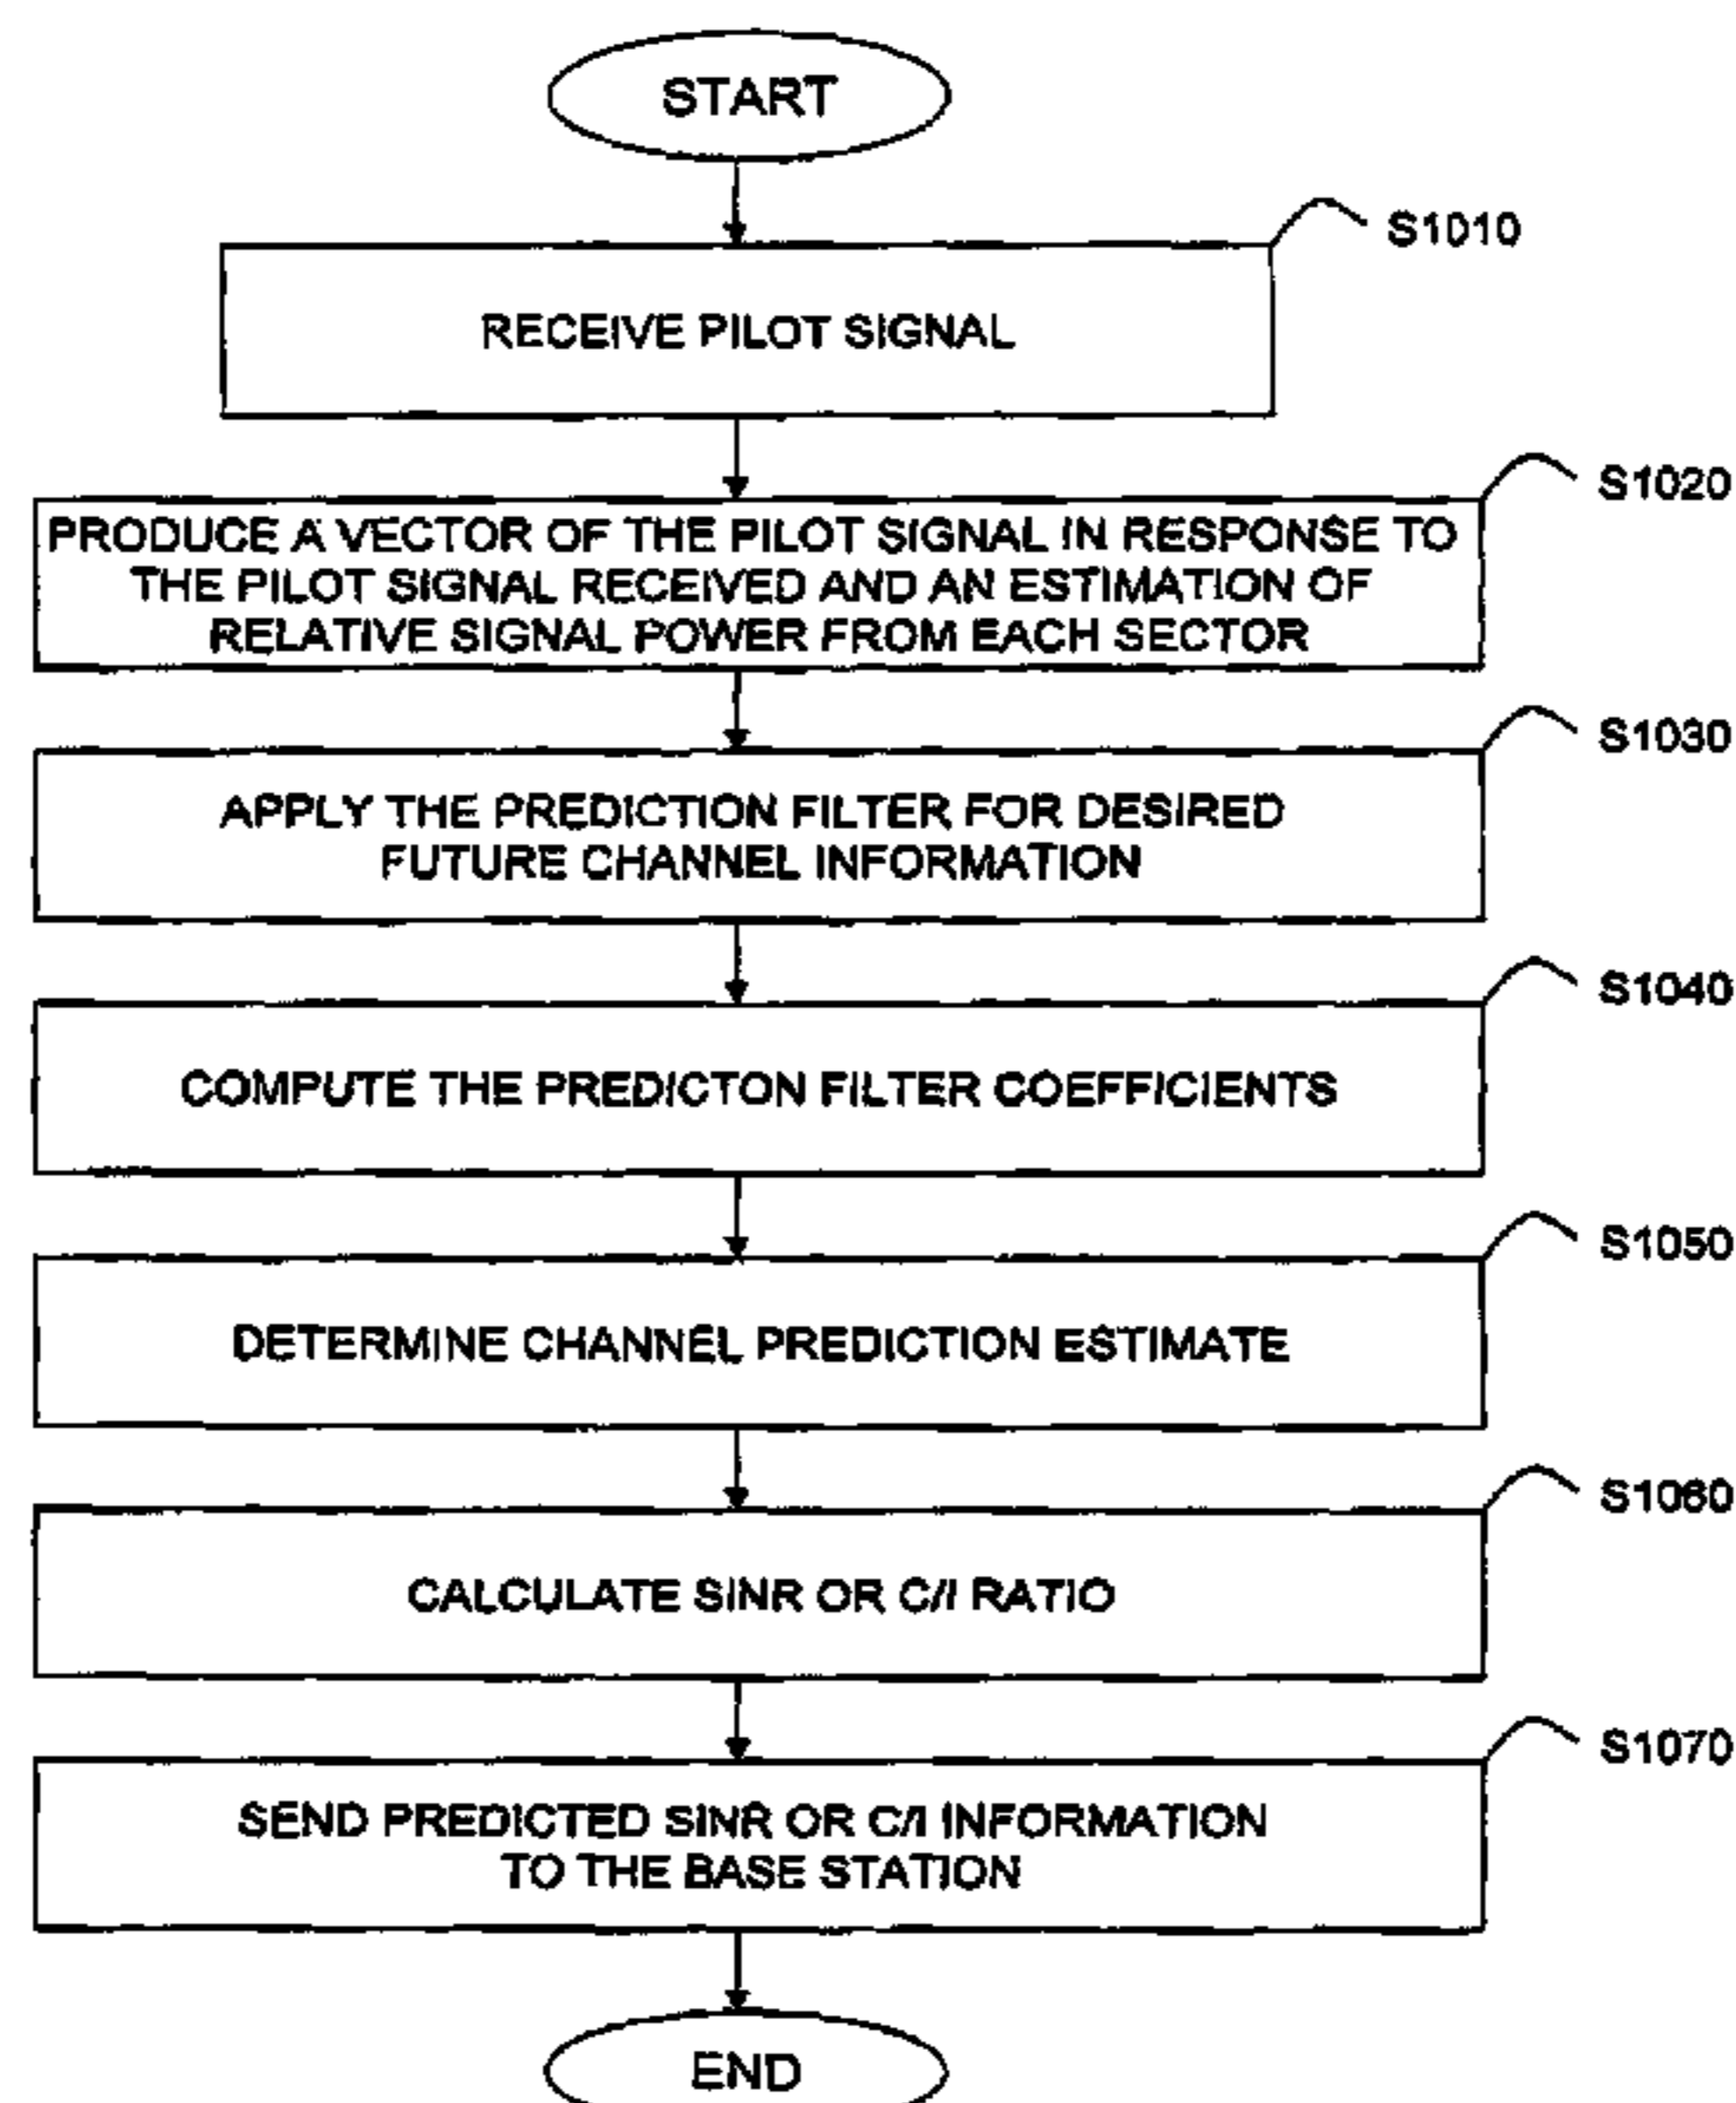 START
S1010
RECEIVE PILOT SIGNAL
S1020
PRODUCE A VECTOR OF THE PILOT SIGNAL IN RESPONSE TO
THE PILOT SIGNAL RECEIVED AND AN ESTIMATION OF
RELATIVE SIGNAL POWER FROM EACH SECTOR
S1030
APPLY THE PREDICTION FILTER FOR DESIRED
FUTURE CHANNEL INFORMATION
S1040
COMPUTE THE PREDICTON FILTER COEFFICIENTS
S1050
DETERMINE CHANNEL PREDICTION ESTIMATE
S1060
CALCULATE SINR OR C/I RATIO
S1070
SEND PREDICTED SINR OR C/I INFORMATION
TO THE BASE STATION
END